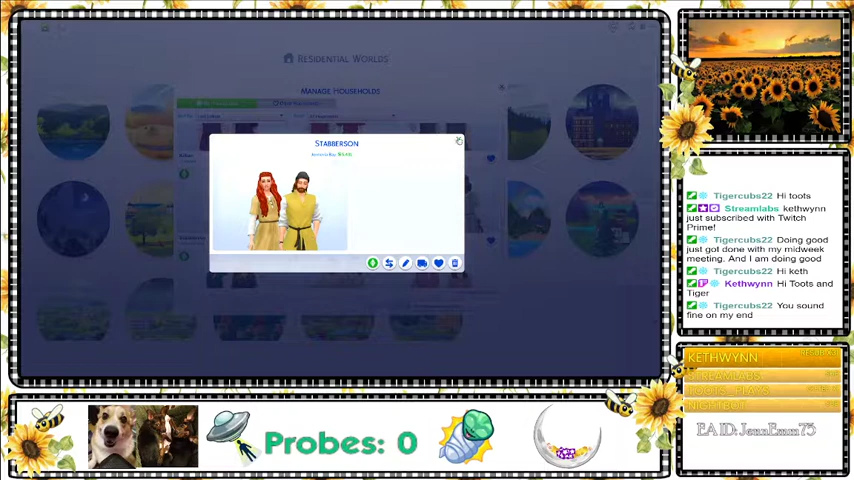 RESIDENTIAL WORLDS
MANAGE HOUSEHOLDS
STABBERSON
Tigercubs22 Hi toots
Streamlabs kethwynn
just subscribed with Twitch
Prime!
Tigercubs22 Doing good
just got done with my midweek
meeting. And I am doing good
Tigercubs22 Hi keth
Kethwynn Hi Toots and
Tiger
Tigercubs22 You sound
fine on my end
KETHWYNN
STREAMLABS
NIGHTBOT
EA ID: JennEmm75
Probes: 0